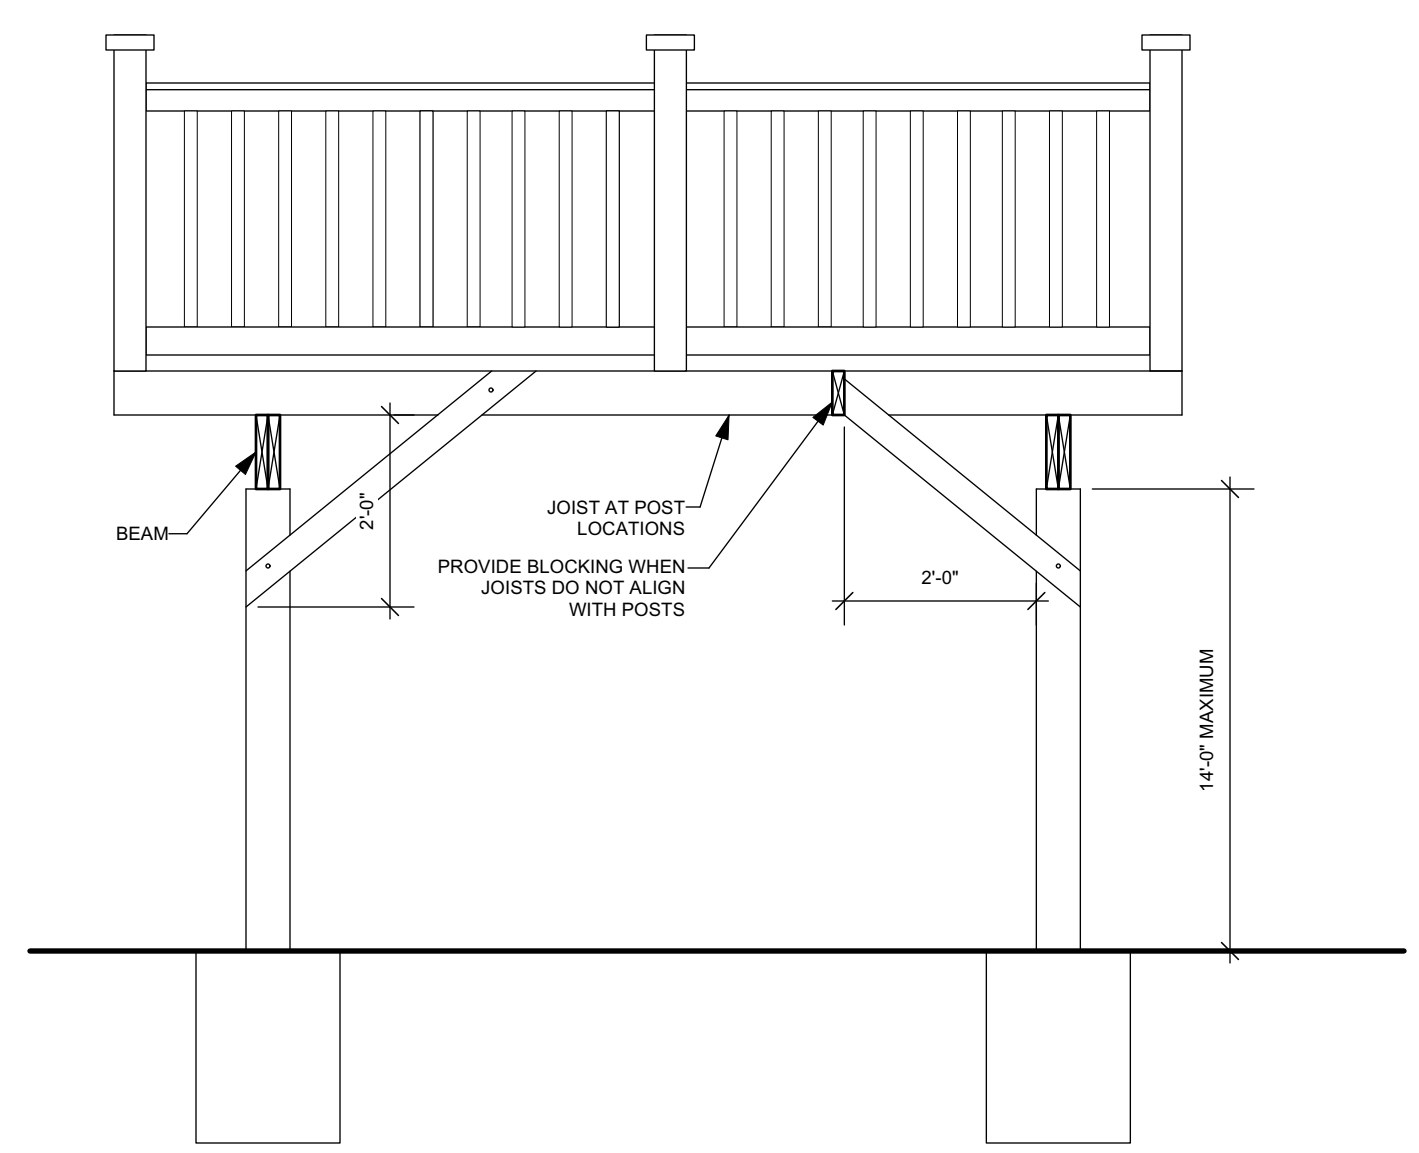 BEAM
2'-0"
JOIST AT POST
LOCATIONS
PROVIDE BLOCKING WHEN
JOISTS DO NOT ALIGN
WITH POSTS
2'-0"
14'-0" MAXIMUM